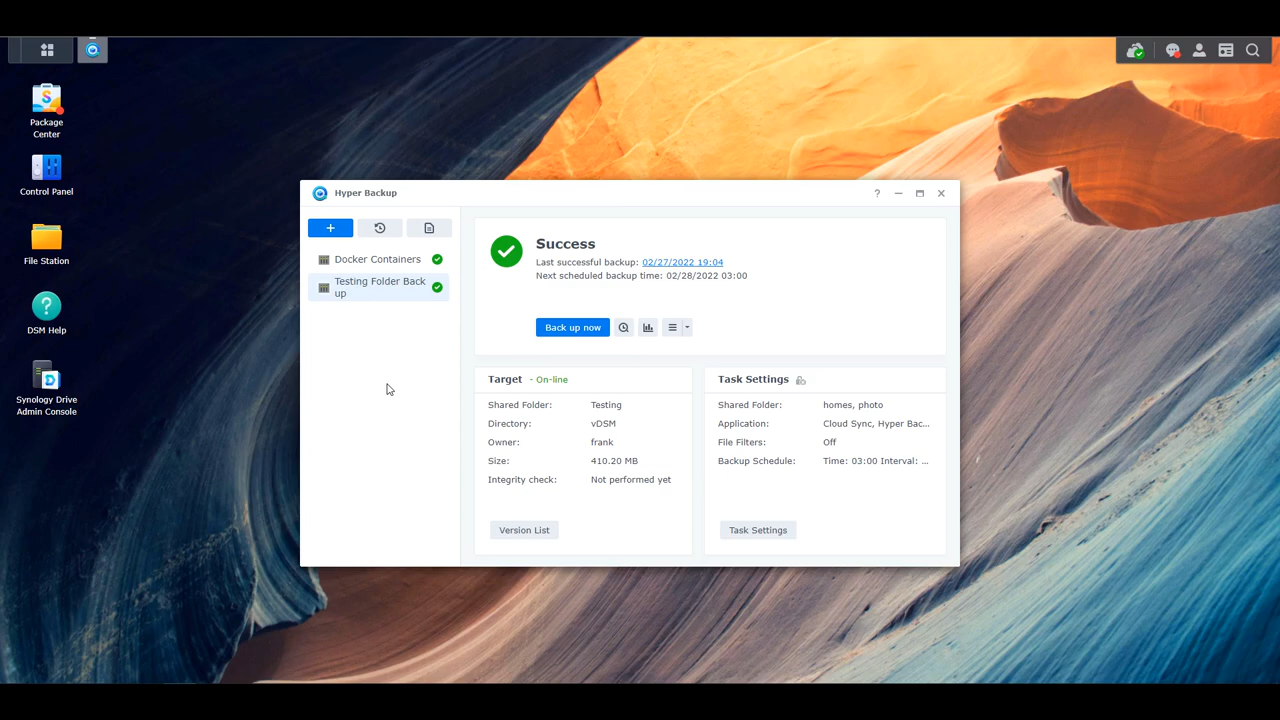 Package
Center
Control Panel
File Station
DSM Help
Synology Drive
Admin Console
Hyper Backup
Docker Containers
Testing Folder Back
up
Success
Last successful backup: 02/27/2022 19:04
Next scheduled backup time: 02/28/2022 03:00
Back up now
Target - On-line
Shared Folder: Testing
Directory: vDSM
Owner: frank
Size: 410.20 MB
Integrity check: Not performed yet
Version List
Task Settings
Shared Folder: homes, photo
Application: Cloud Sync, Hyper Bac...
File Filters: Off
Backup Schedule: Time: 03:00 Interval: ...
Task Settings